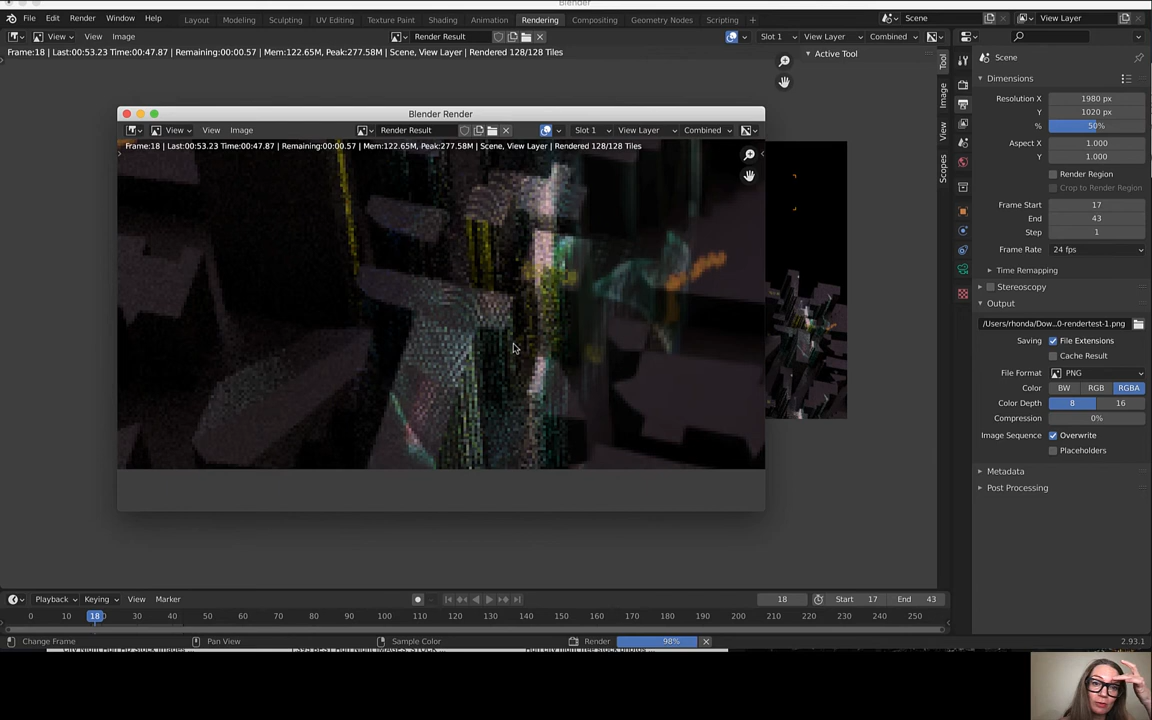 Blender
File Edit Render Window Help Layout Modeling Sculpting UV Editing Texture Paint Shading Animation Rendering Compositing Geometry Nodes Scripting + Scene View Layer
View View Image Render Result Slot 1 View Layer Combined
Frame:18 | Last:00:53.23 Time:00:47.87 | Remaining:00:00.57 | Mem:122.65M, Peak:277.58M | Scene, View Layer | Rendered 128/128 Tiles
Active Tool
Tool
Image
View
Scopes
Blender Render
View View Image Render Result Slot 1 View Layer Combined
Frame:18 | Last:00:53.23 Time:00:47.87 | Remaining:00:00.57 | Mem:122.65M, Peak:277.58M | Scene, View Layer | Rendered 128/128 Tiles
Scene
Dimensions
Resolution X 1980 px
Y 1020 px
% 50%
Aspect X 1.000
Y 1.000
Render Region
Crop to Render Region
Frame Start 17
End 43
Step 1
Frame Rate 24 fps
Time Remapping
Stereoscopy
Output
/Users/rhonda/Dow...0-rendertest-1.png
Saving File Extensions
Cache Result
File Format PNG
Color BW RGB RGBA
Color Depth 8 16
Compression 0%
Image Sequence Overwrite
Placeholders
Metadata
Post Processing
Playback Keying View Marker 18 Start 17 End 43
0 10 18 30 40 50 60 70 80 90 100 110 120 130 140 150 160 170 180 190 200 210 220 230 240 250
Change Frame Pan View Sample Color Render 98% 2.93.1